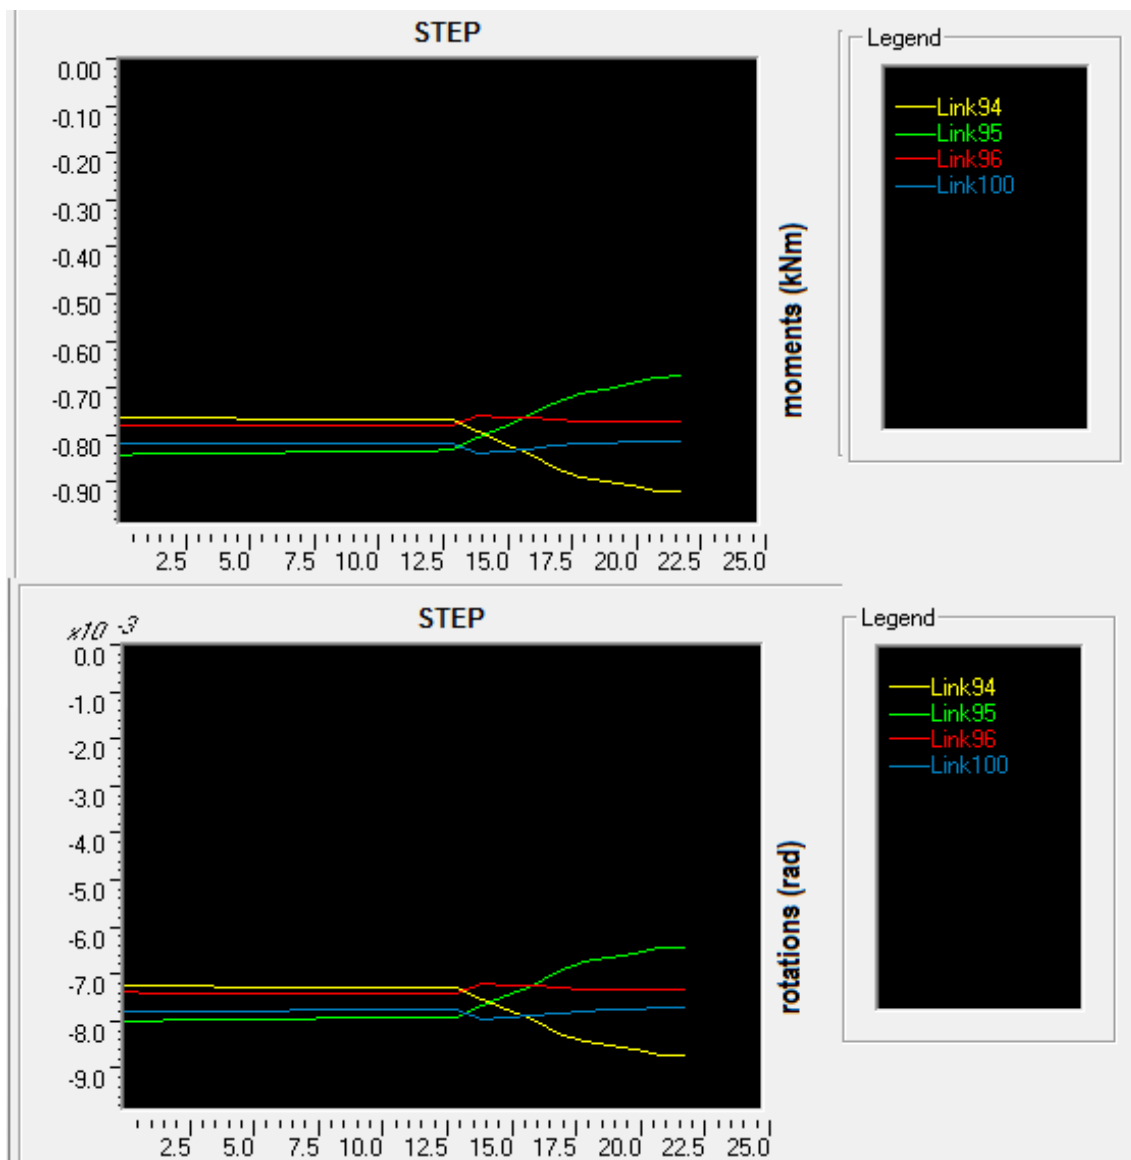 STEP
Legend
0.00
-0.10
-0.20
-0.30
-0.40
-0.50
-0.60
-0.70
-0.80
-0.90
moments (kNm)
Link94
Link95
Link96
Link100
2.5 5.0 7.5 10.0 12.5 15.0 17.5 20.0 22.5 25.0
STEP
Legend
x10 -3
0.0
-1.0
-2.0
-3.0
-4.0
-5.0
-6.0
-7.0
-8.0
-9.0
rotations (rad)
Link94
Link95
Link96
Link100
2.5 5.0 7.5 10.0 12.5 15.0 17.5 20.0 22.5 25.0